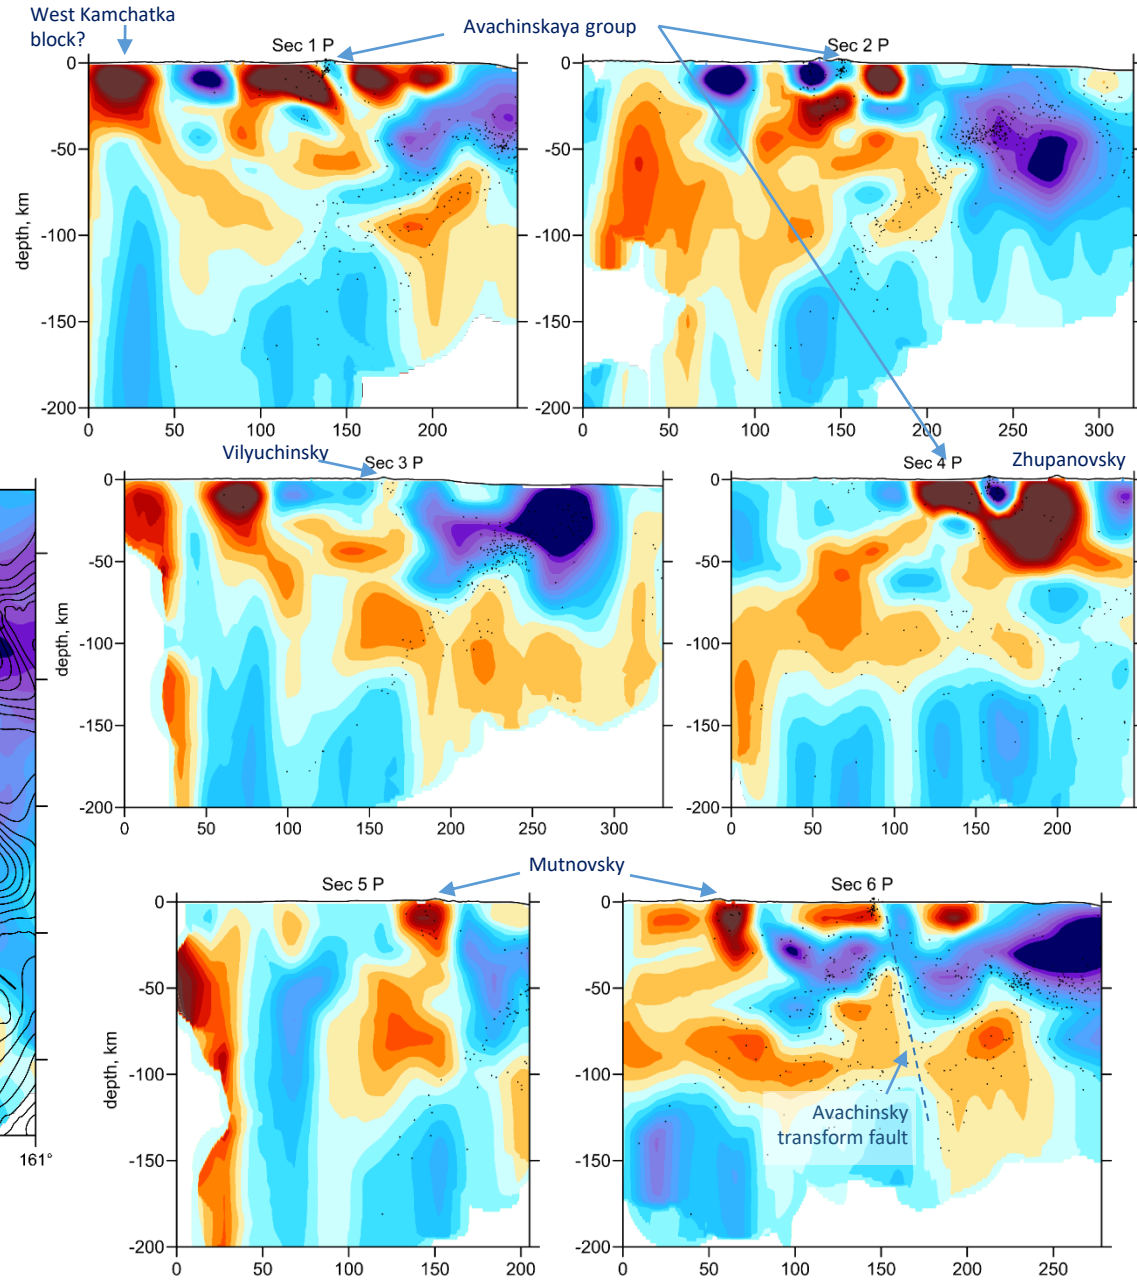 West Kamchatka
block?
Avachinskaya group
Sec 1 P
Sec 2 P
0
-50
-100
-150
-200
depth, km
0 50 100 150 200
0
-50
-100
-150
-200
0 50 100 150 200 250 300
Vilyuchinsky
Sec 3 P
Sec 4 P
Zhupanovsky
0
-50
-100
-150
-200
depth, km
0 50 100 150 200 250 300
0
-50
-100
-150
-200
0 50 100 150 200
Mutnovsky
Sec 5 P
Sec 6 P
0
-50
-100
-150
-200
depth, km
0 50 100 150 200
0
-50
-100
-150
-200
0 50 100 150 200 250
Avachinsky
transform fault
161°